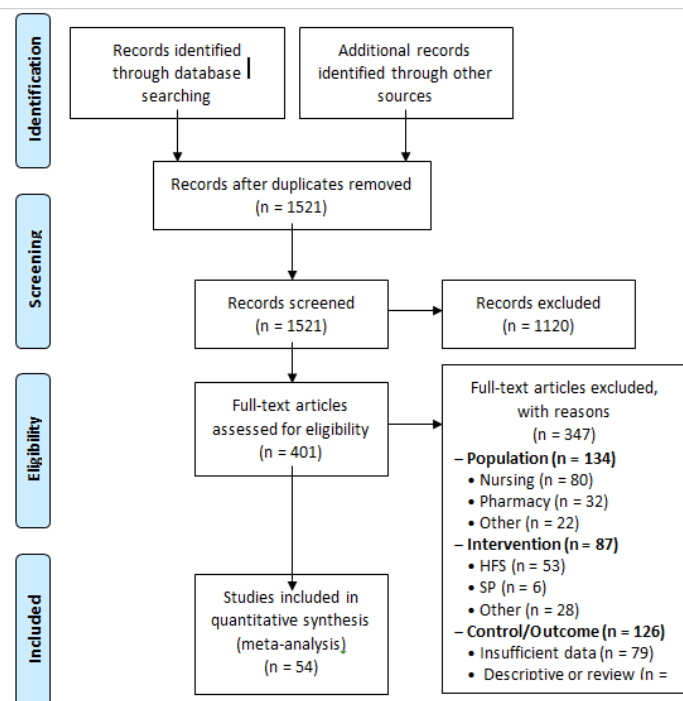 Identification
Records identified
through database
searching
Additional records
identified through other
sources
Records after duplicates removed
(n = 1521)
Screening
Records screened
(n = 1521)
Records excluded
(n = 1120)
Eligibility
Full-text articles
assessed for eligibility
(n = 401)
Full-text articles excluded,
with reasons
(n = 347)
– Population (n = 134)
• Nursing (n = 80)
• Pharmacy (n = 32)
• Other (n = 22)
– Intervention (n = 87)
• HFS (n = 53)
• SP (n = 6)
• Other (n = 28)
– Control/Outcome (n = 126)
• Insufficient data (n = 79)
• Descriptive or review (n =
Included
Studies included in
quantitative synthesis
(meta-analysis)
(n = 54)